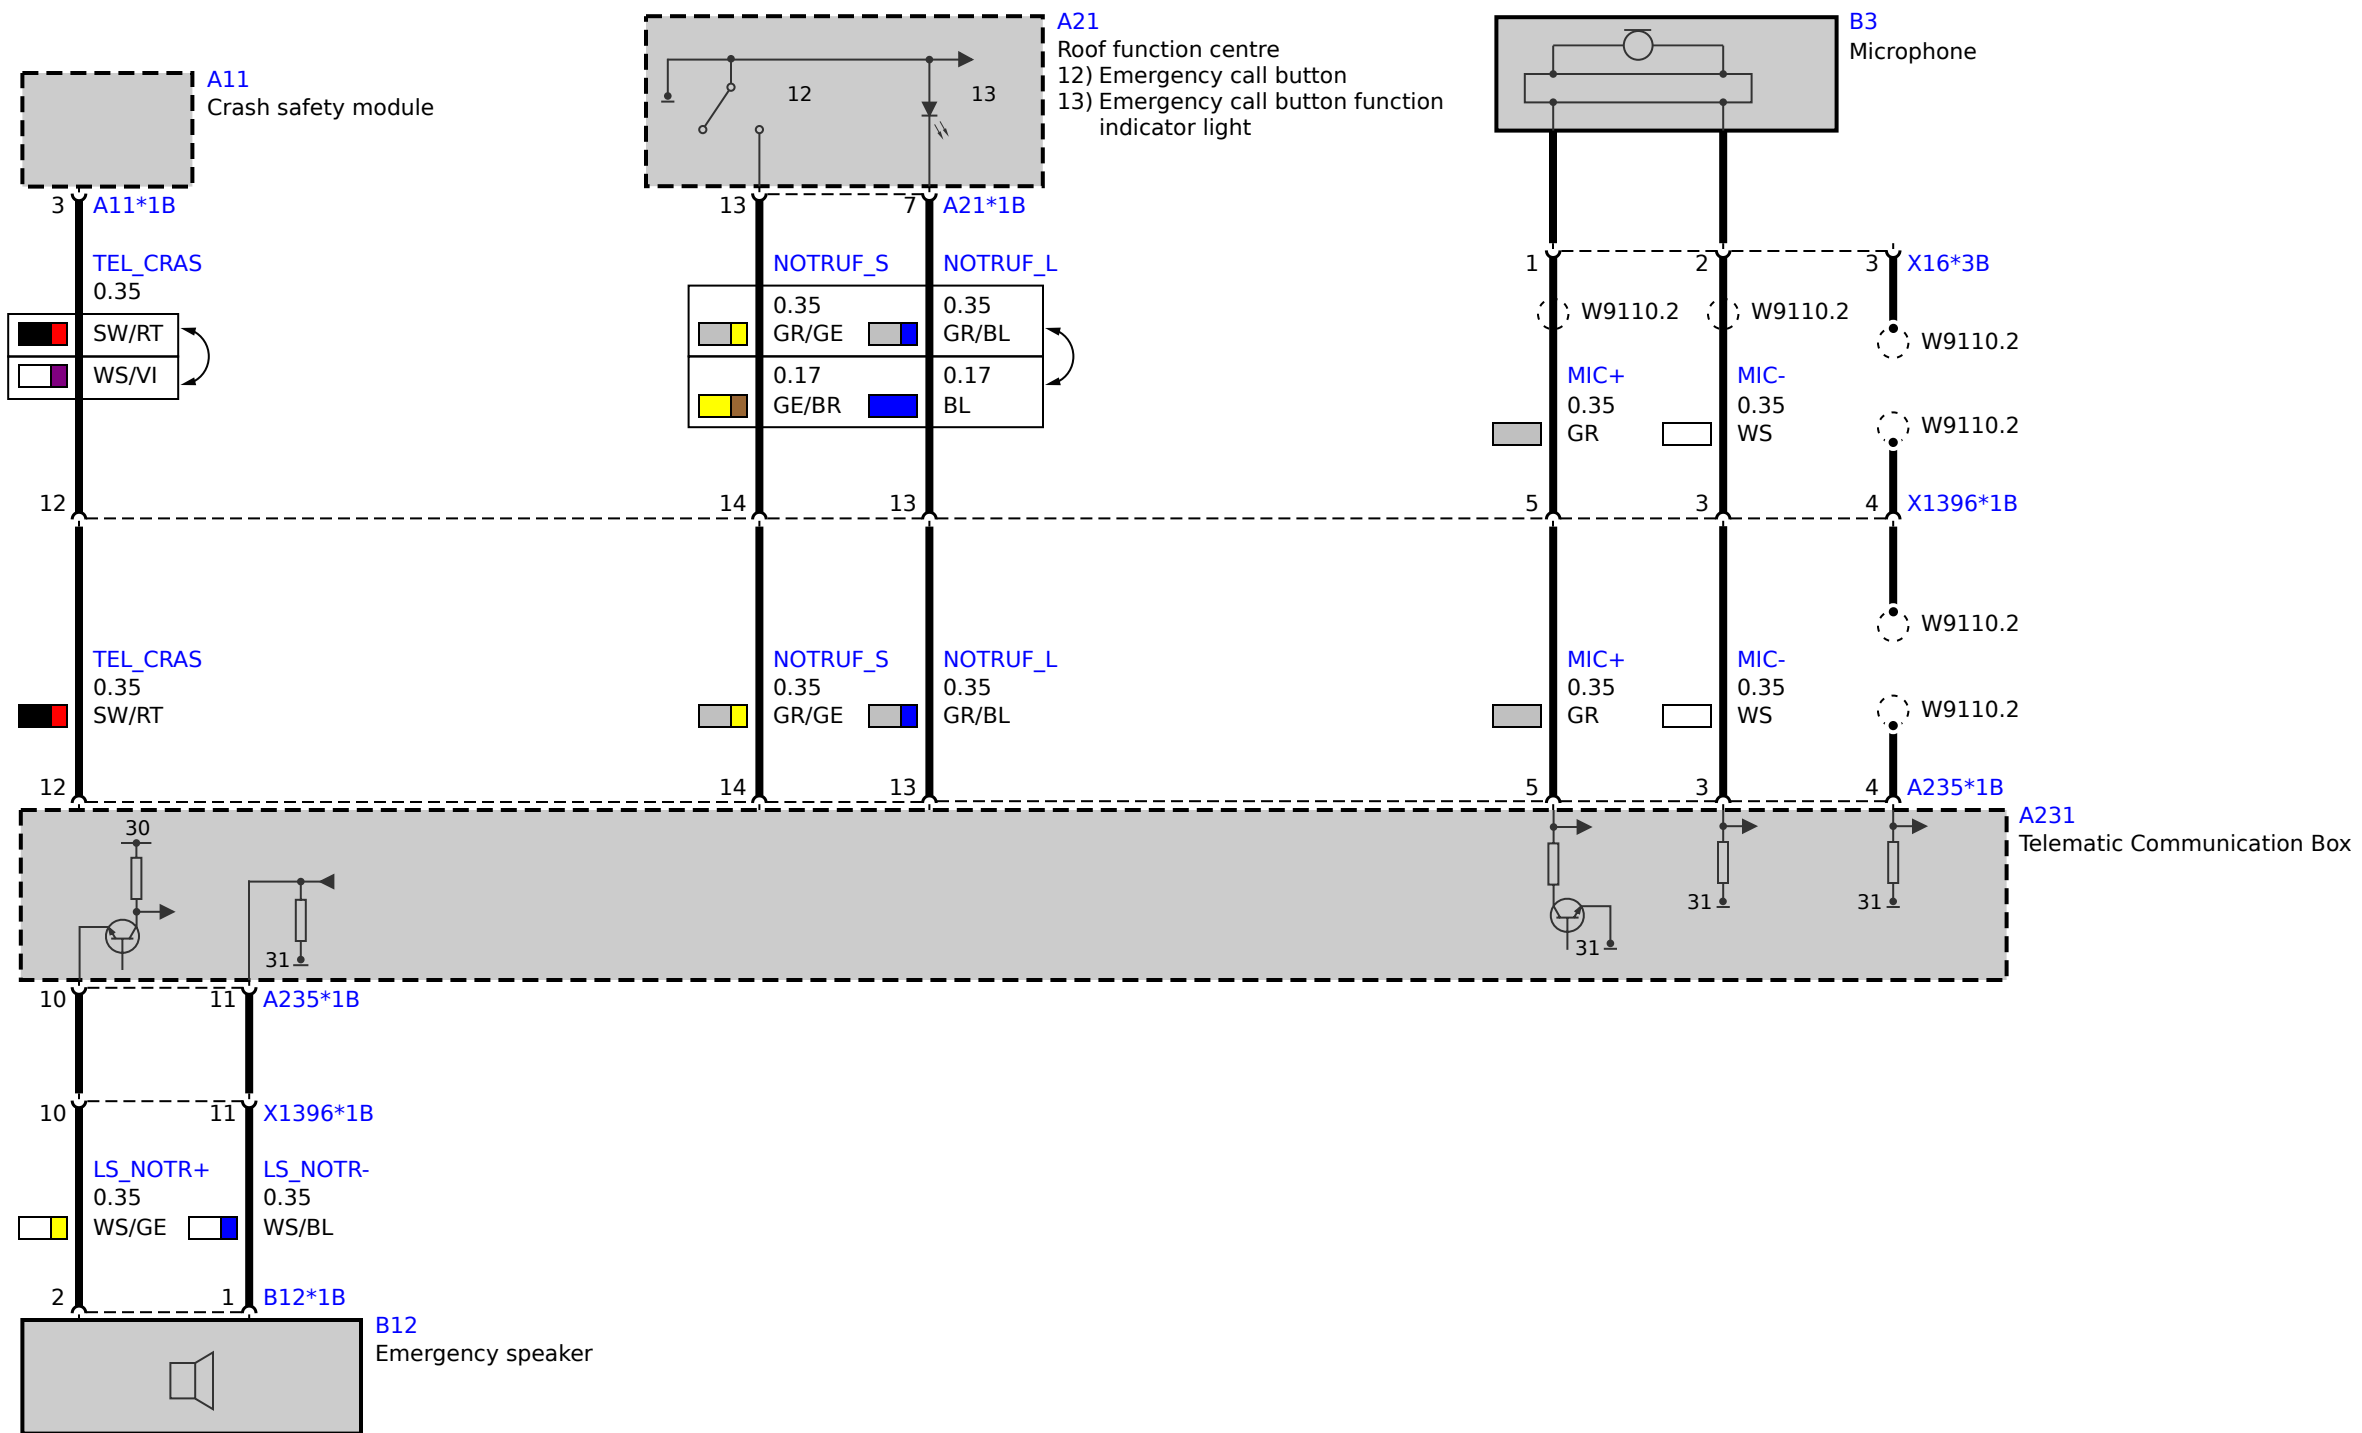 A11
Crash safety module
A21
Roof function centre
12) Emergency call button
13) Emergency call button function
indicator light
12
13
B3
Microphone
3 A11*1B
13 7 A21*1B
1 2 3 X16*3B
TEL_CRAS
0.35
SW/RT
WS/VI
NOTRUF_S NOTRUF_L
0.35 0.35
GR/GE GR/BL
0.17 0.17
GE/BR BL
W9110.2 W9110.2 W9110.2
MIC+ MIC-
0.35 0.35
GR WS
W9110.2
12 14 13 5 3 4 X1396*1B
W9110.2
TEL_CRAS NOTRUF_S NOTRUF_L MIC+ MIC-
0.35 0.35 0.35 0.35 0.35
SW/RT GR/GE GR/BL GR WS
W9110.2
12 14 13 5 3 4 A235*1B
A231
Telematic Communication Box
30
31
31
31
31
10 11 A235*1B
10 11 X1396*1B
LS_NOTR+ LS_NOTR-
0.35 0.35
WS/GE WS/BL
2 1 B12*1B
B12
Emergency speaker